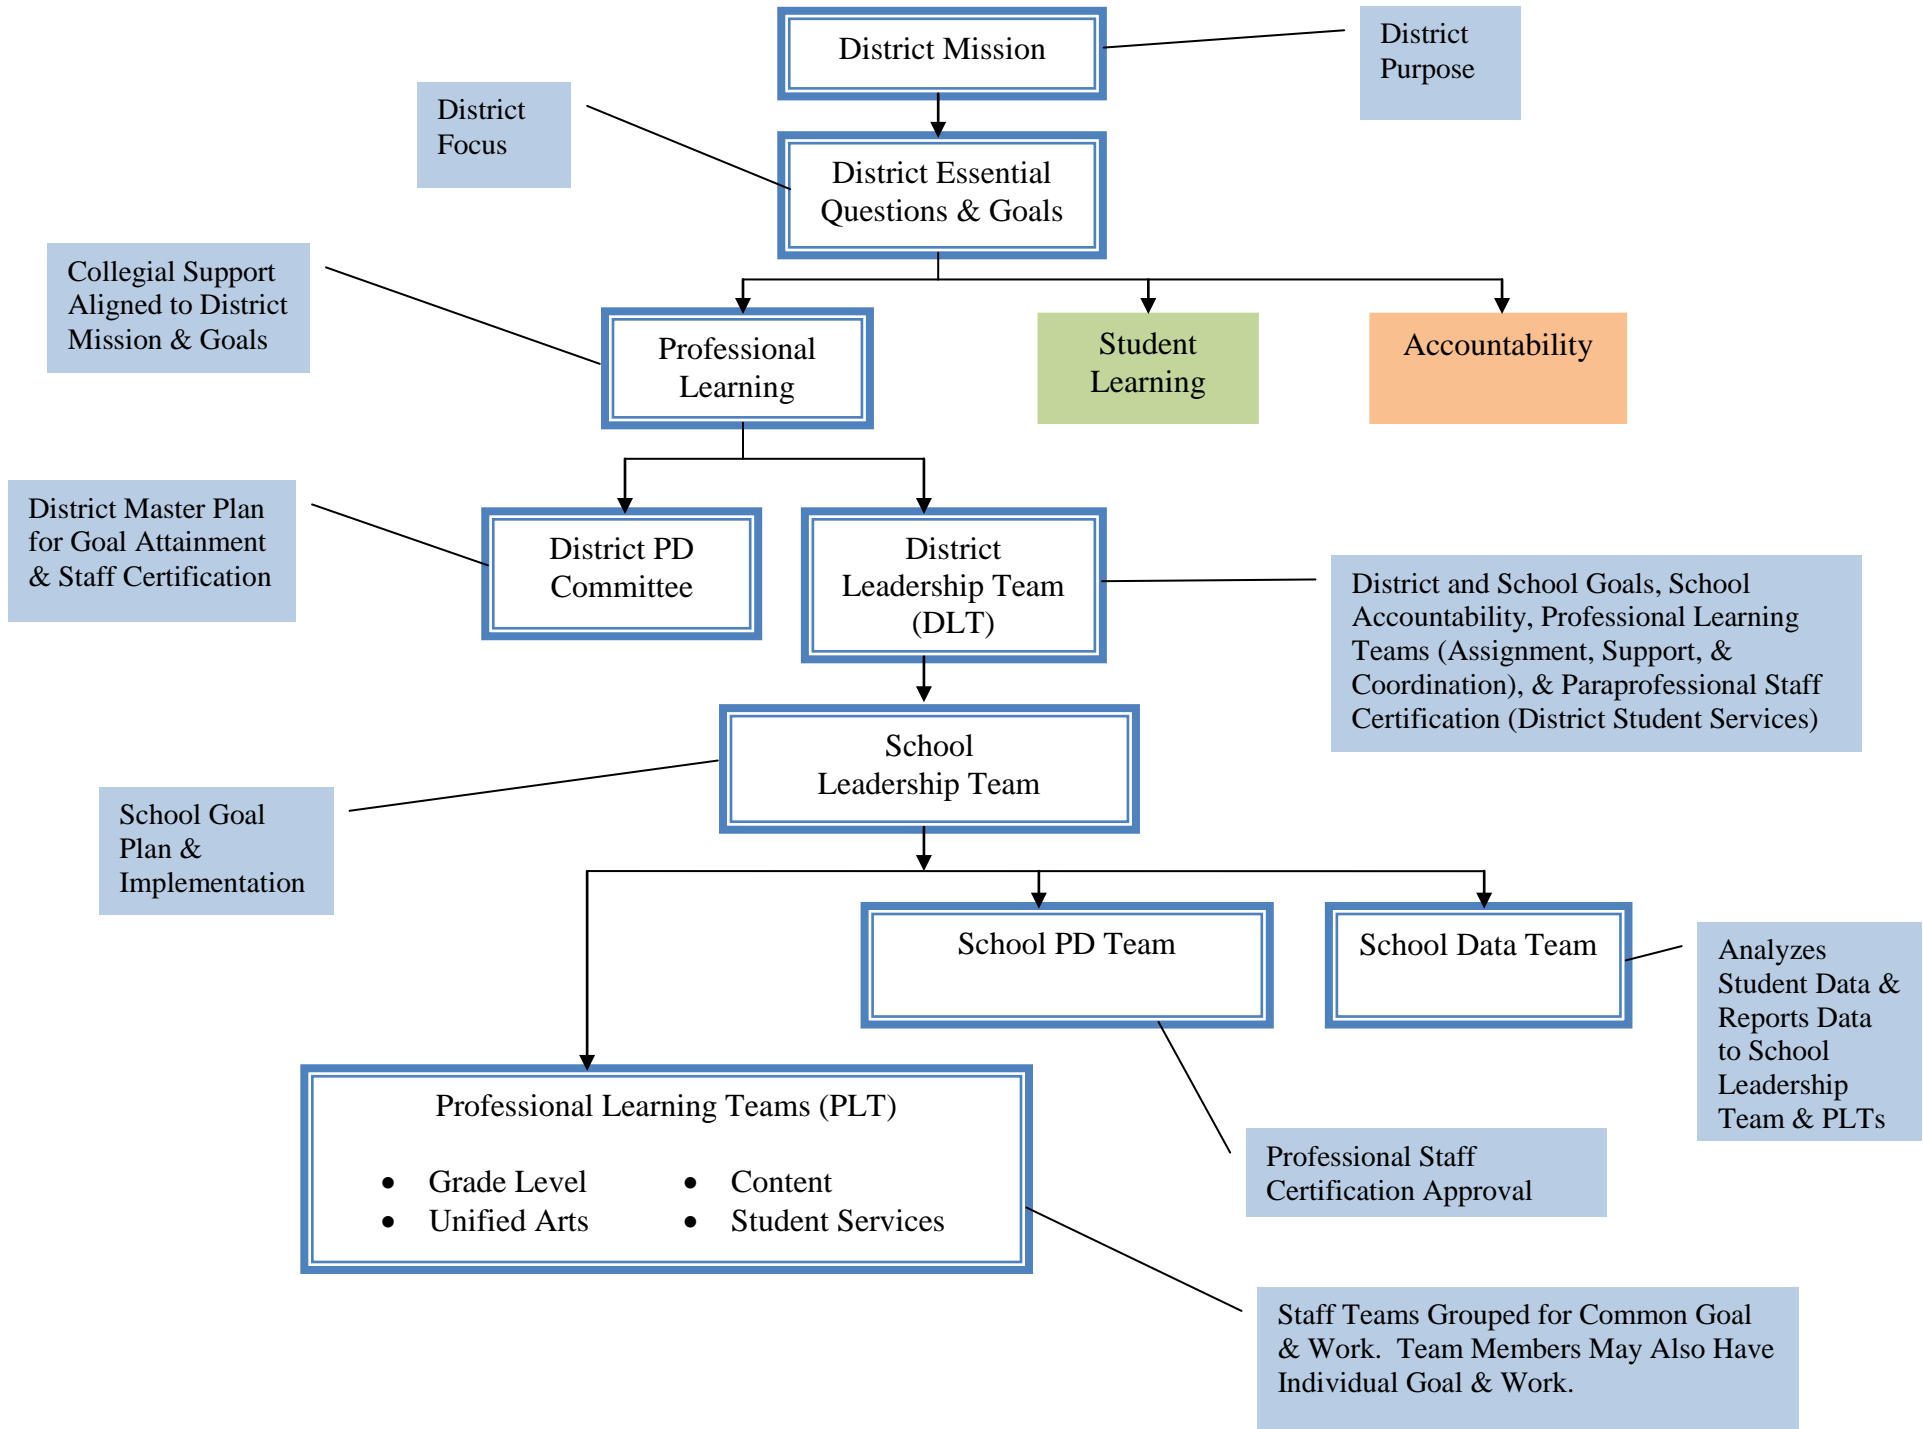 District Mission
District
Purpose
District
Focus
District Essential
Questions & Goals
Collegial Support
Aligned to District
Mission & Goals
Professional
Learning
Student
Learning
Accountability
District Master Plan
for Goal Attainment
& Staff Certification
District PD
Committee
District
Leadership Team
(DLT)
District and School Goals, School
Accountability, Professional Learning
Teams (Assignment, Support, &
Coordination), & Paraprofessional Staff
Certification (District Student Services)
School
Leadership Team
School Goal
Plan &
Implementation
School PD Team
School Data Team
Analyzes
Student Data &
Reports Data
to School
Leadership
Team & PLTs
Professional Learning Teams (PLT)
• Grade Level
• Unified Arts
• Content
• Student Services
Professional Staff
Certification Approval
Staff Teams Grouped for Common Goal
& Work.  Team Members May Also Have
Individual Goal & Work.